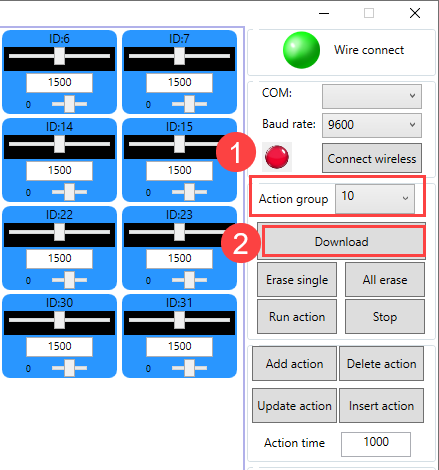 ID:6 ID:7
1500 1500
0 0
ID:14 ID:15
1500 1500
0 0
ID:22 ID:23
1500 1500
0 0
ID:30 ID:31
1500 1500
0 0
Wire connect
COM:
Baud rate: 9600
1
Connect wireless
Action group 10
2
Download
Erase single All erase
Run action Stop
Add action Delete action
Update action Insert action
Action time 1000